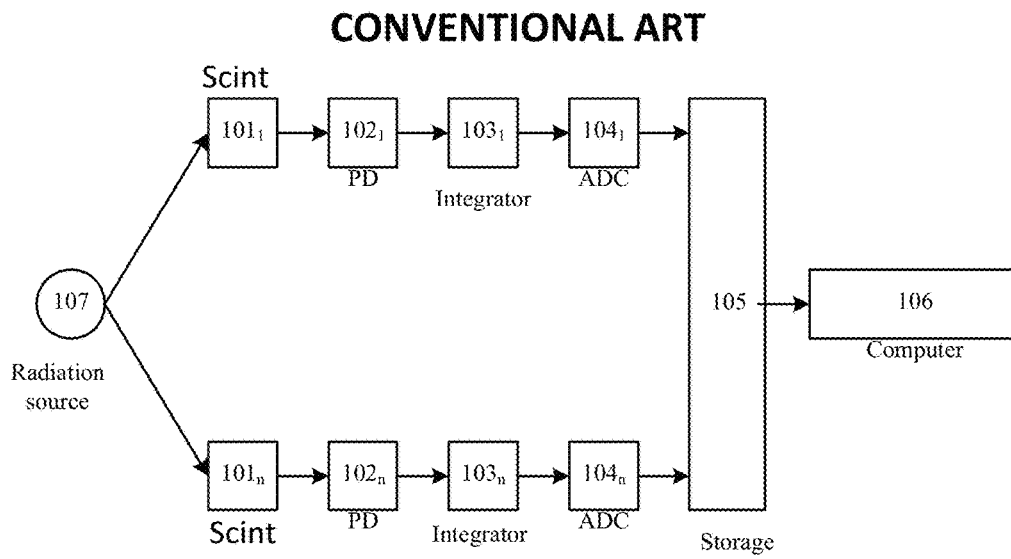 CONVENTIONAL ART
Scint
101₁ 102₁ 103₁ 104₁
PD Integrator ADC
107 105 106
Radiation
source
Computer
101ₙ 102ₙ 103ₙ 104ₙ
Scint PD Integrator ADC
Storage